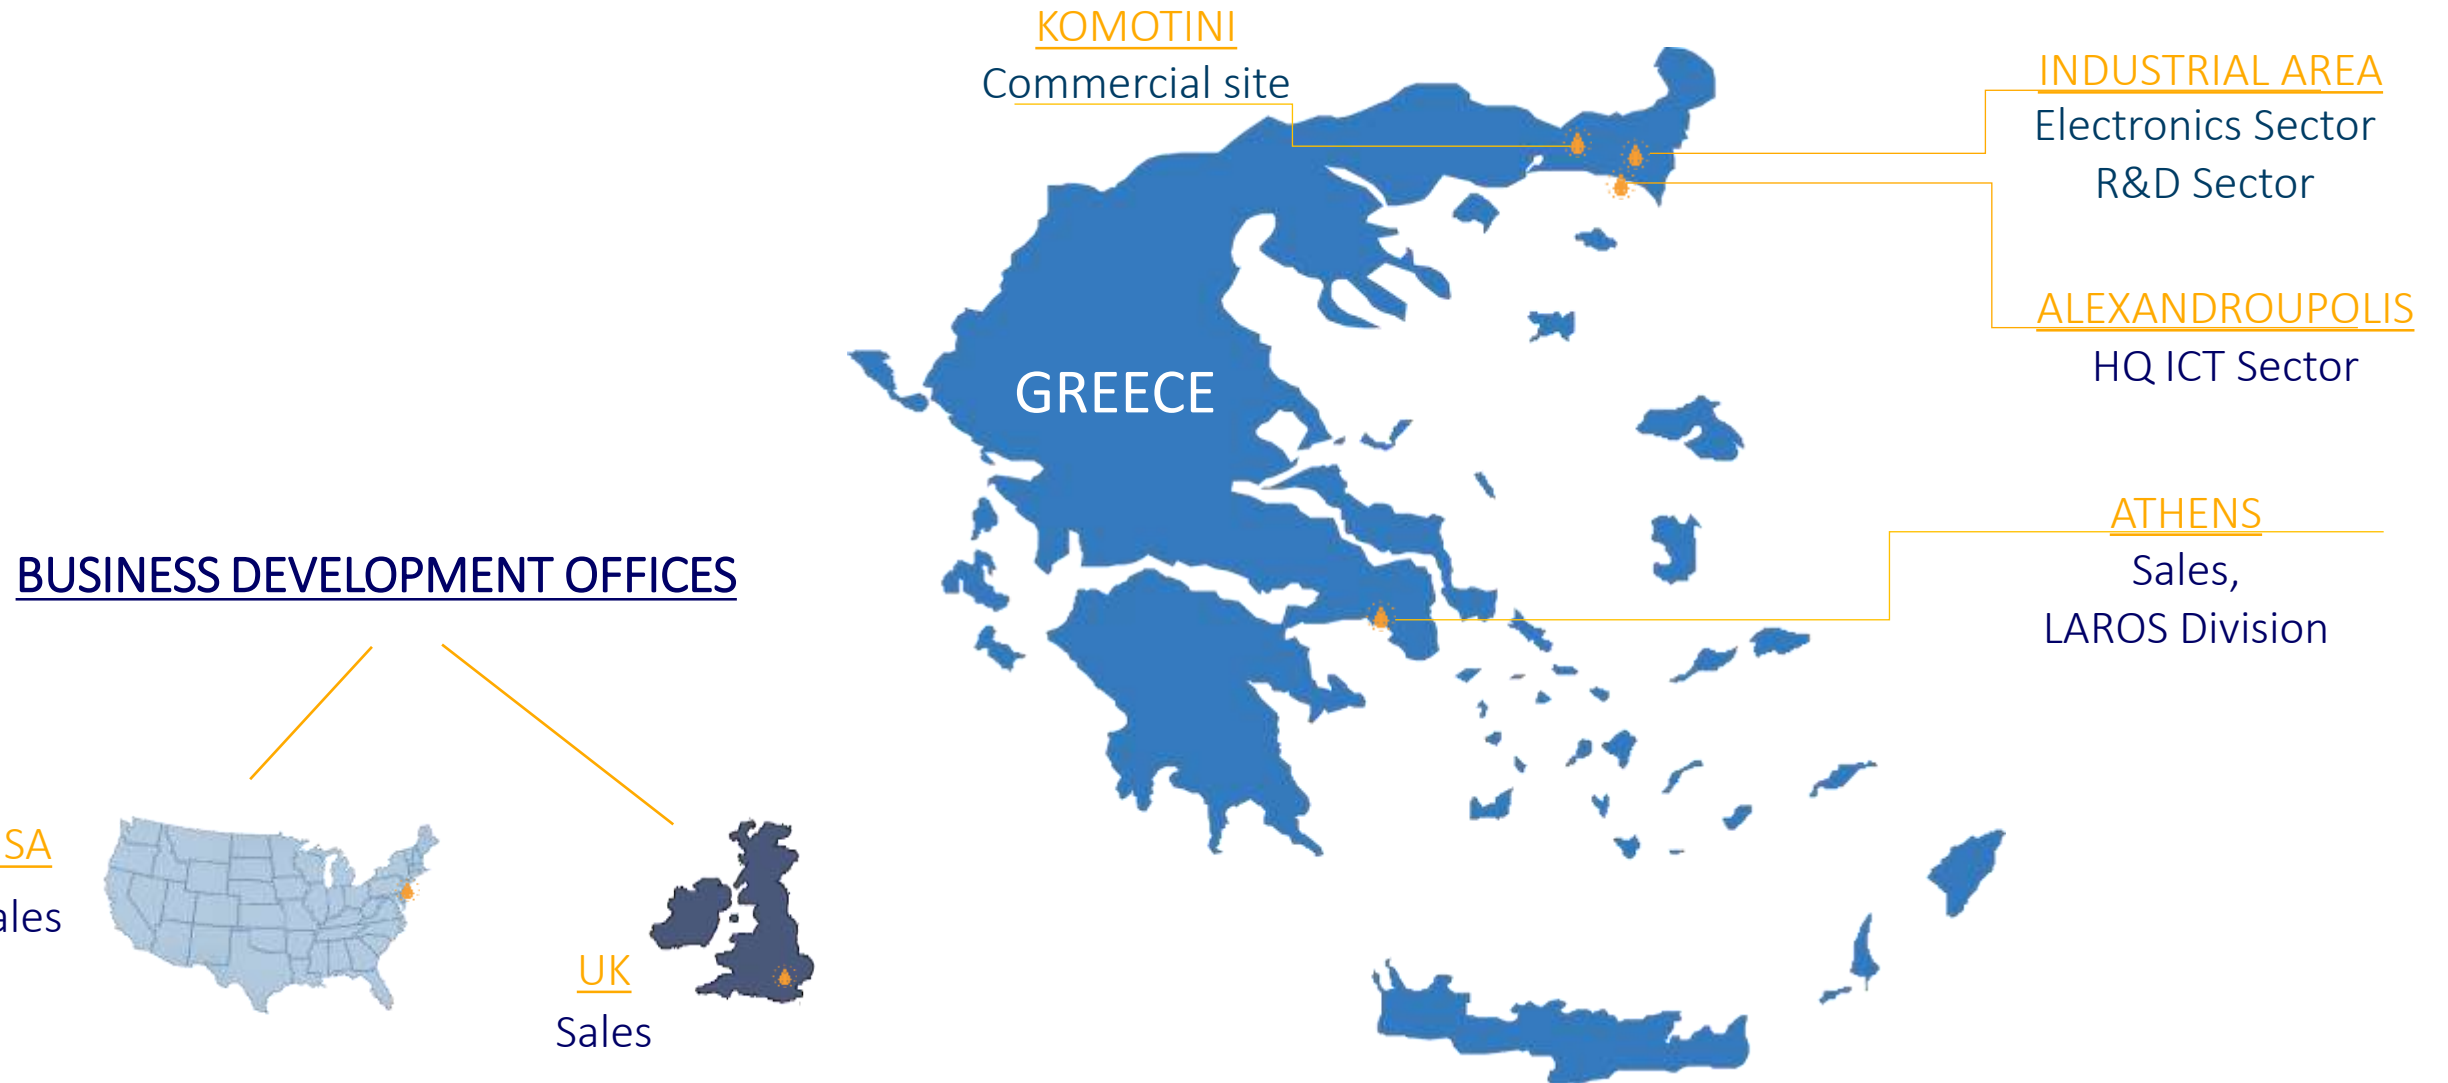 KOMOTINI
Commercial site
INDUSTRIAL AREA
Electronics Sector
R&D Sector
ALEXANDROUPOLIS
HQ ICT Sector
GREECE
ATHENS
Sales,
LAROS Division
BUSINESS DEVELOPMENT OFFICES
SA
ales
UK
Sales